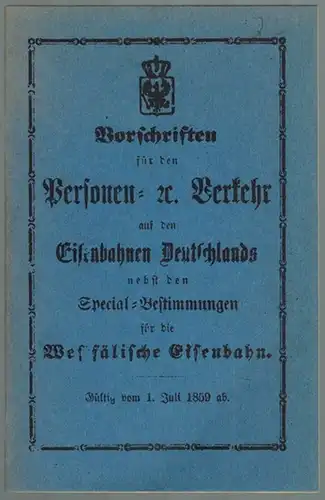 Vorschriften
für den
Personen- ꝛc. Verkehr
auf den
Eisenbahnen Deutschlands
nebst den
Special-Bestimmungen
für die
Westfälische Eisenbahn.
Gültig vom 1. Juli 1859 ab.